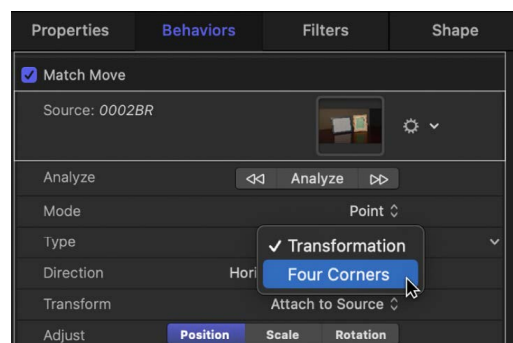 Properties Behaviors Filters Shape
Match Move
Source: 0002BR
Analyze Analyze
Mode Point
Type
✓ Transformation
Four Corners
Direction Hori
Transform Attach to Source
Adjust Position Scale Rotation